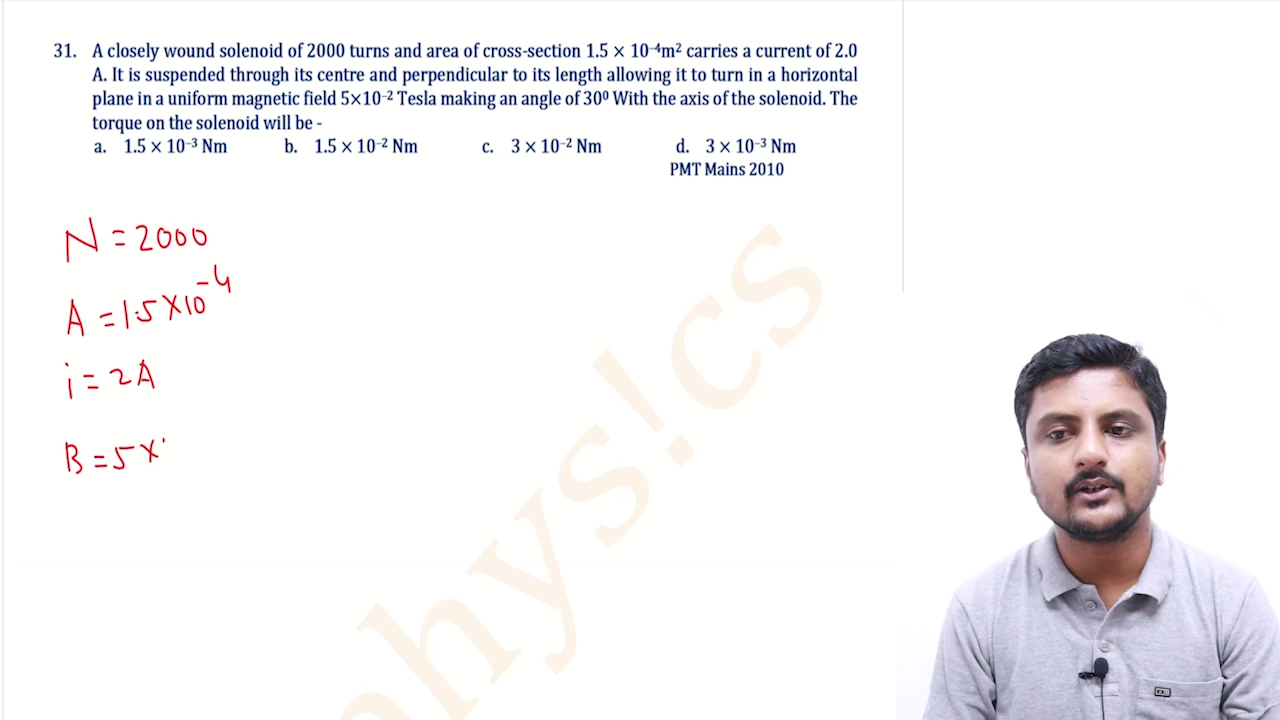 31. A closely wound solenoid of 2000 turns and area of cross-section 1.5 × 10⁻⁴m² carries a current of 2.0
A. It is suspended through its centre and perpendicular to its length allowing it to turn in a horizontal
plane in a uniform magnetic field 5×10⁻² Tesla making an angle of 30⁰ With the axis of the solenoid. The
torque on the solenoid will be -
a. 1.5 × 10⁻³ Nm b. 1.5 × 10⁻² Nm c. 3 × 10⁻² Nm d. 3 × 10⁻³ Nm
PMT Mains 2010
N = 2000
A = 1.5 × 10⁻⁴
i = 2A
B = 5 ×
phys!cs